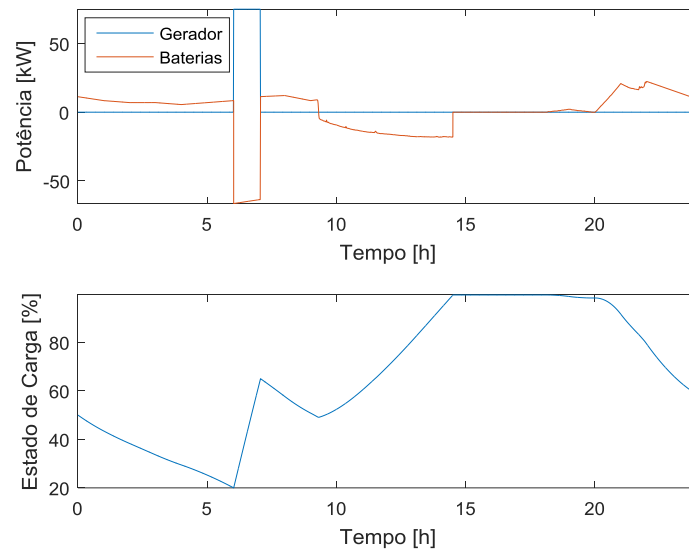 Potência [kW]
50
0
-50
Gerador
Baterias
0 5 10 15 20
Tempo [h]
Estado de Carga [%]
80
60
40
20
0 5 10 15 20
Tempo [h]